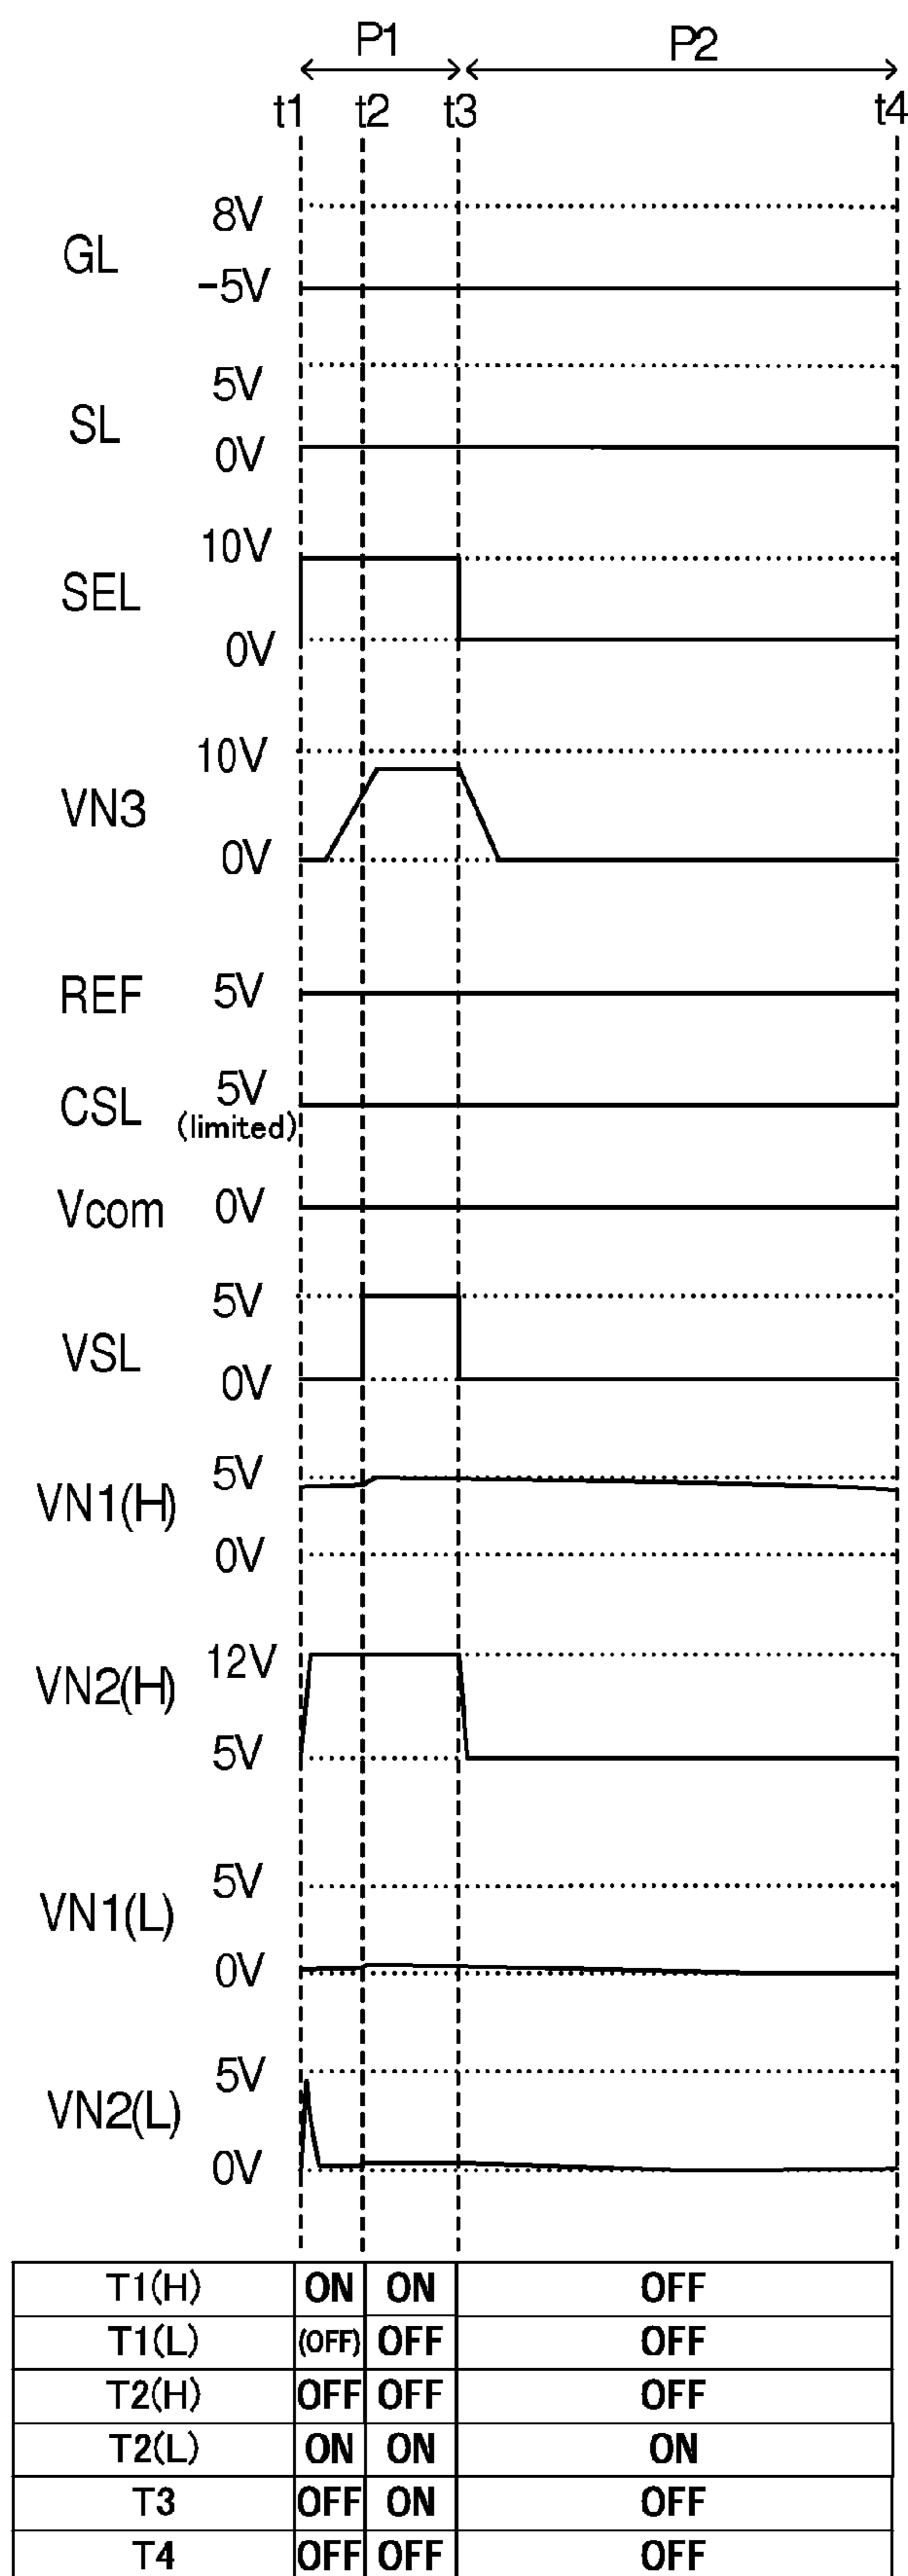 P1 P2
t1 t2 t3 t4
8V
GL
-5V
5V
SL
0V
10V
SEL
0V
10V
VN3
0V
REF 5V
CSL 5V
(limited)
Vcom 0V
5V
VSL
0V
5V
VN1(H)
0V
12V
VN2(H)
5V
5V
VN1(L)
0V
5V
VN2(L)
0V
T1(H) ON ON OFF
T1(L) (OFF) OFF OFF
T2(H) OFF OFF OFF
T2(L) ON ON ON
T3 OFF ON OFF
T4 OFF OFF OFF